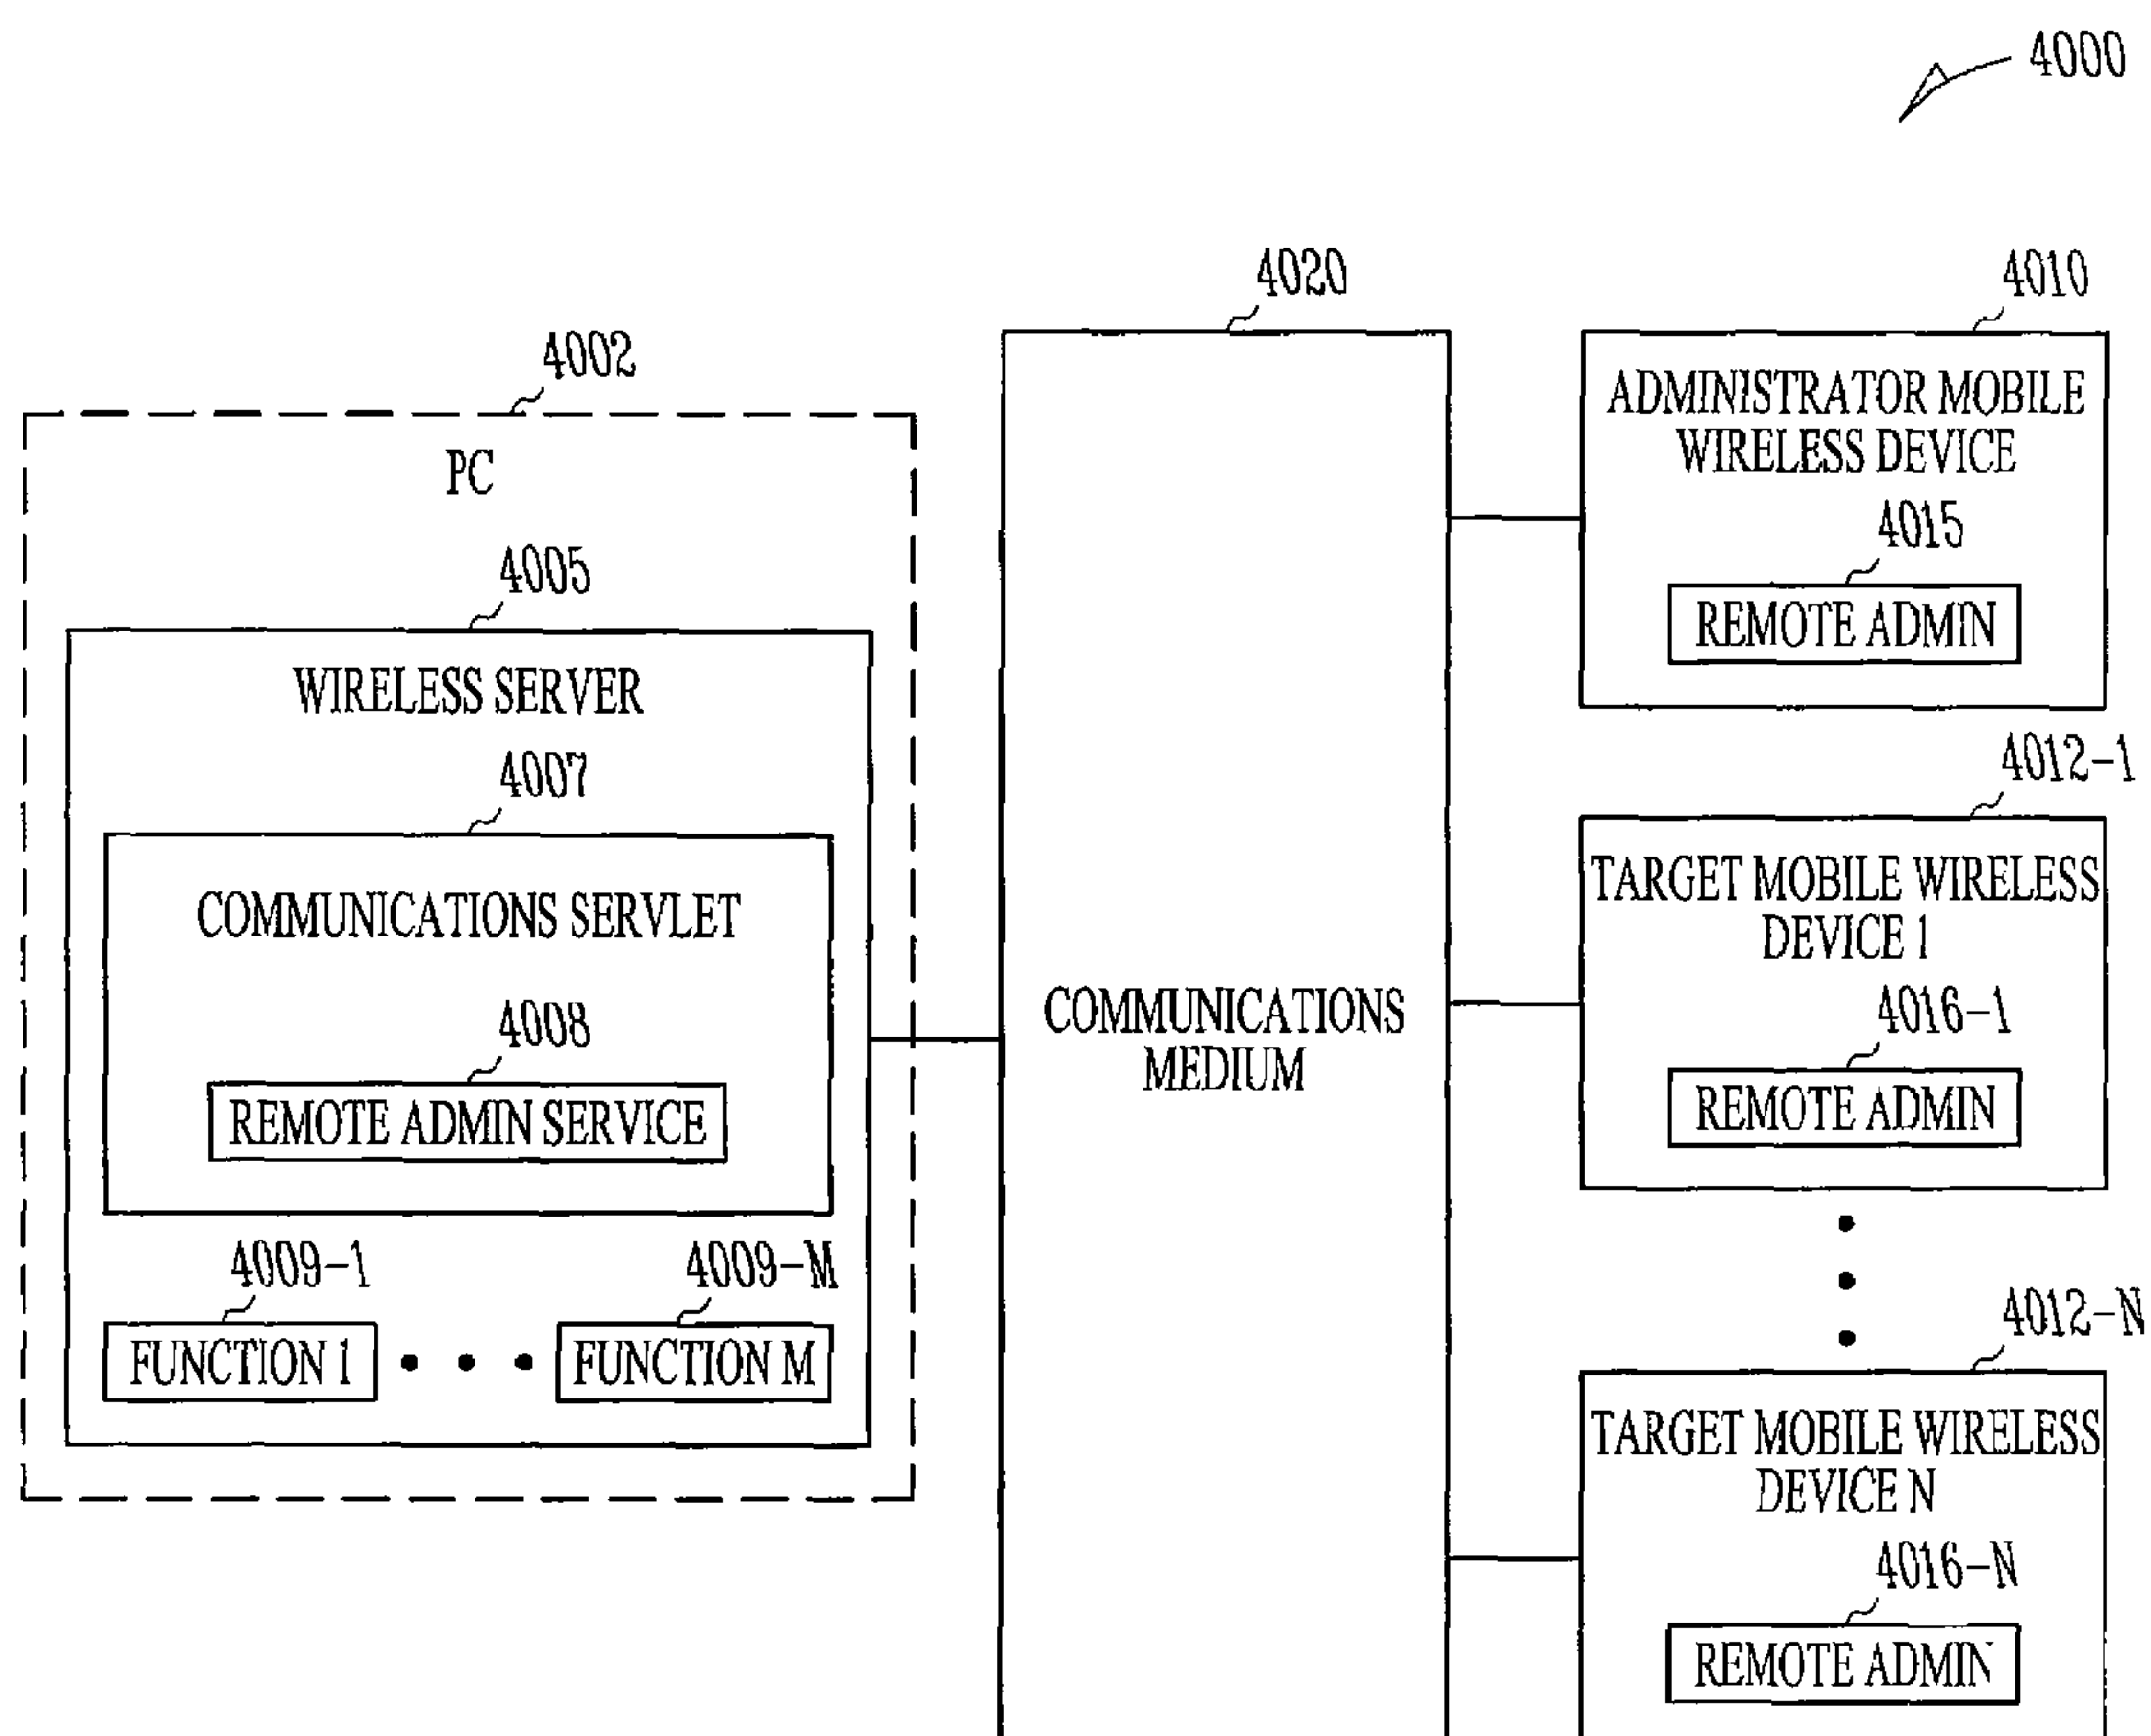 4000
4002
PC
4005
WIRELESS SERVER
4007
COMMUNICATIONS SERVLET
4008
REMOTE ADMIN SERVICE
4009-1
FUNCTION 1
4009-M
FUNCTION M
4020
COMMUNICATIONS
MEDIUM
4010
ADMINISTRATOR MOBILE
WIRELESS DEVICE
4015
REMOTE ADMIN
4012-1
TARGET MOBILE WIRELESS
DEVICE 1
4016-1
REMOTE ADMIN
4012-N
TARGET MOBILE WIRELESS
DEVICE N
4016-N
REMOTE ADMIN